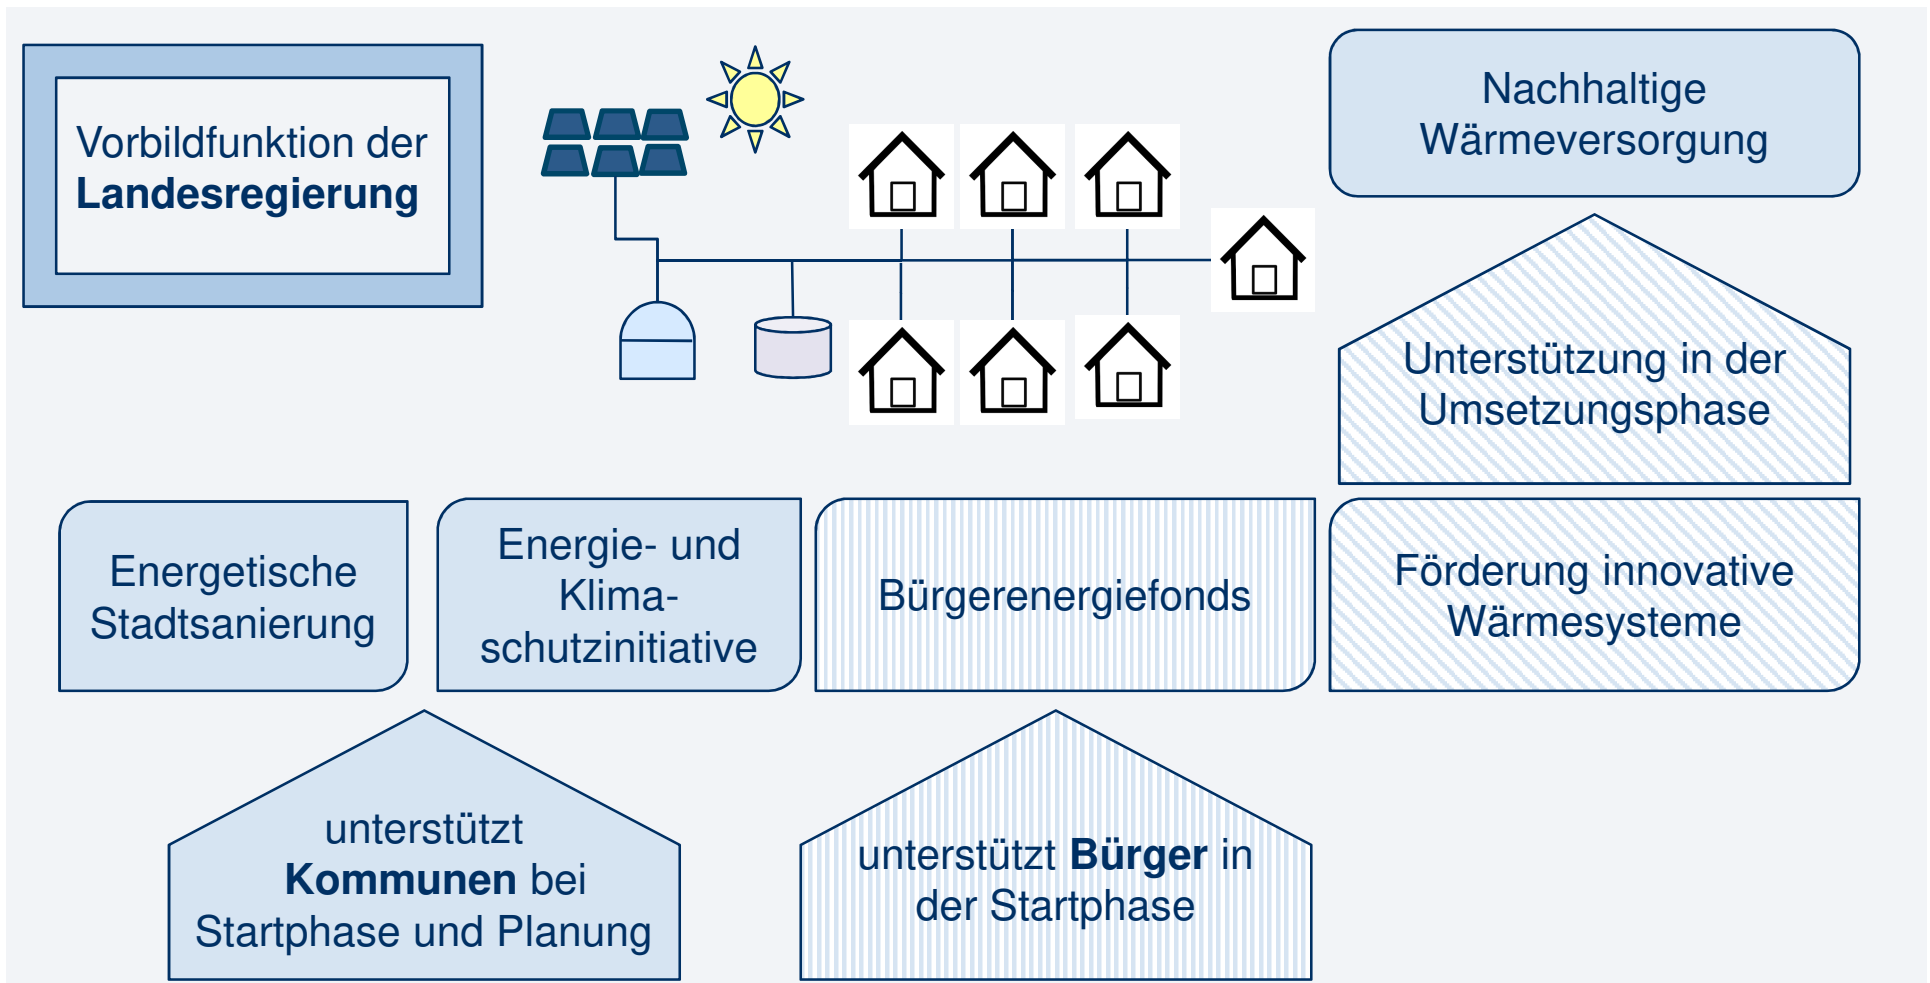 Vorbildfunktion der
Landesregierung
Nachhaltige
Wärmeversorgung
Unterstützung in der
Umsetzungsphase
Energetische
Stadtsanierung
Energie- und
Klima-
schutzinitiative
Bürgerenergiefonds
Förderung innovative
Wärmesysteme
unterstützt
Kommunen bei
Startphase und Planung
unterstützt Bürger in
der Startphase